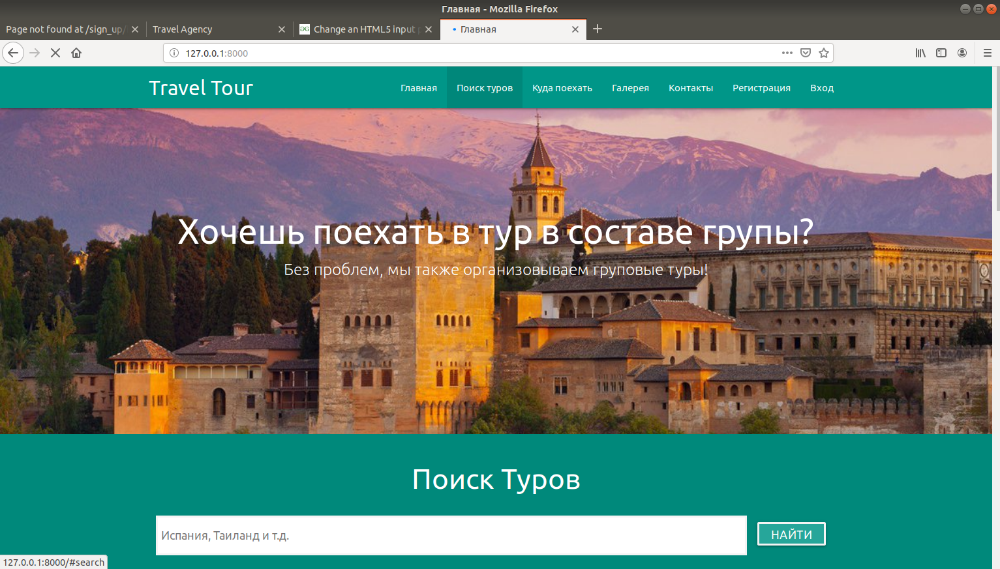 Главная - Mozilla Firefox
Page not found at /sign_up/
Travel Agency
Change an HTML5 input
Главная
127.0.0.1:8000
Travel Tour
Главная
Поиск туров
Куда поехать
Галерея
Контакты
Регистрация
Вход
Хочешь поехать в тур в составе групы?
Без проблем, мы также организовываем груповые туры!
Поиск Туров
Испания, Таиланд и т.д.
НАЙТИ
127.0.0.1:8000/#search